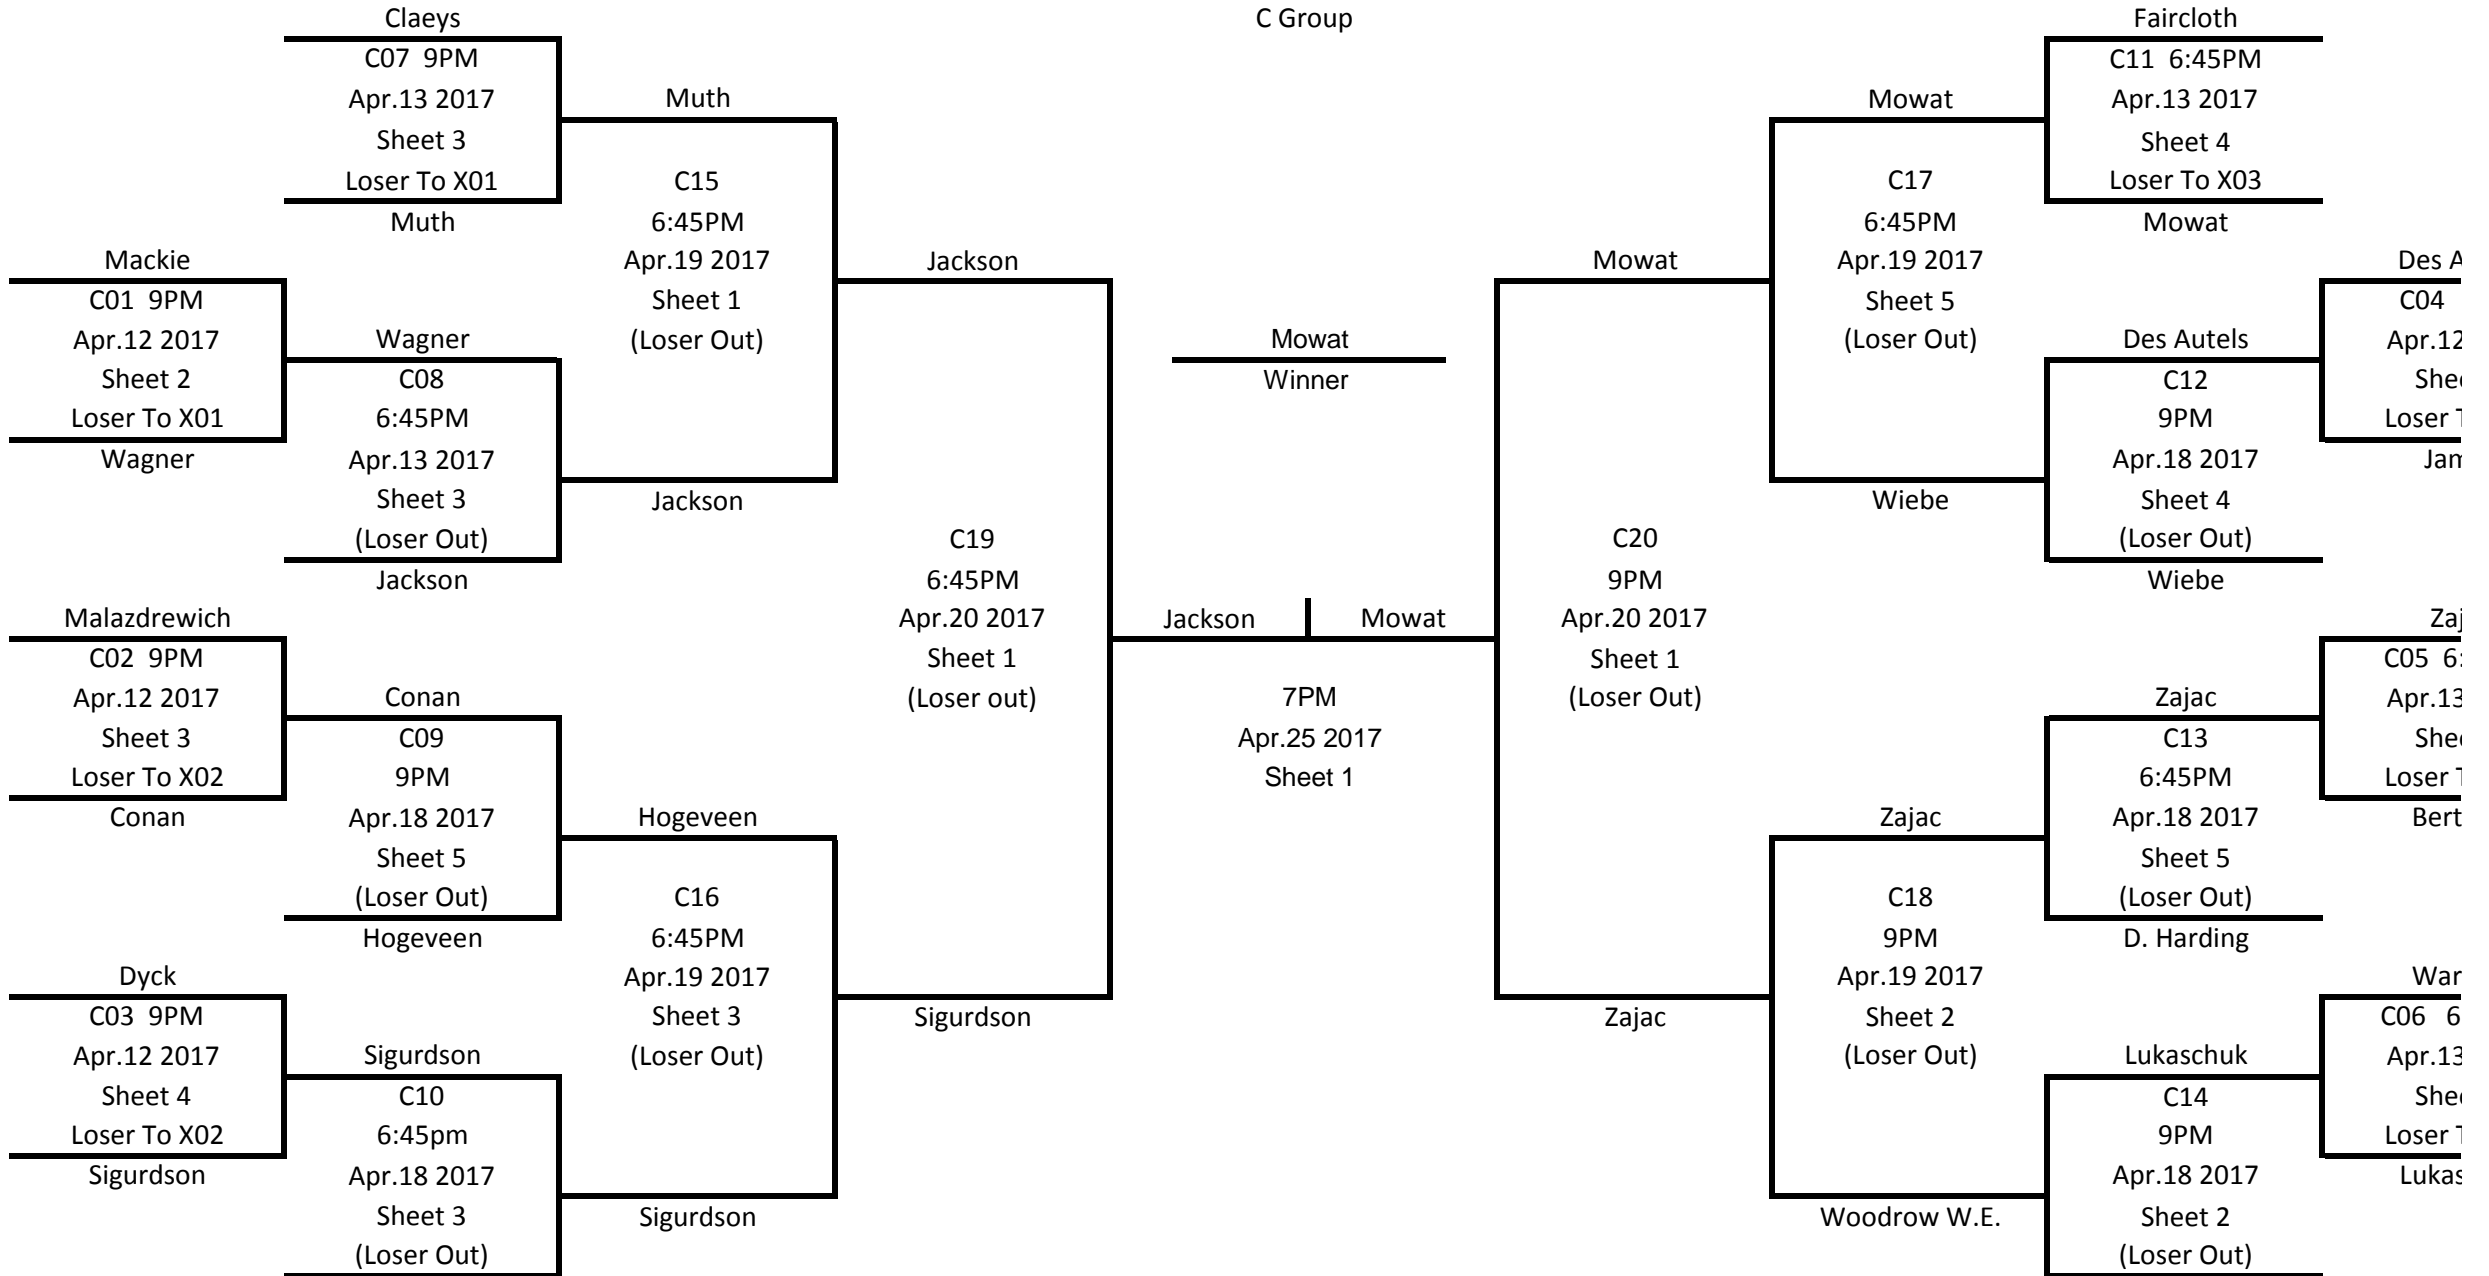 C Group
Claeys
C07 9PM
Apr.13 2017
Sheet 3
Loser To X01
Muth
Mackie
C01 9PM
Apr.12 2017
Sheet 2
Loser To X01
Wagner
Wagner
C08
6:45PM
Apr.13 2017
Sheet 3
(Loser Out)
Jackson
Malazdrewich
C02 9PM
Apr.12 2017
Sheet 3
Loser To X02
Conan
Conan
C09
9PM
Apr.18 2017
Sheet 5
(Loser Out)
Hogeveen
Dyck
C03 9PM
Apr.12 2017
Sheet 4
Loser To X02
Sigurdson
Sigurdson
C10
6:45pm
Apr.18 2017
Sheet 3
(Loser Out)
Muth
C15
6:45PM
Apr.19 2017
Sheet 1
(Loser Out)
Jackson
Hogeveen
C16
6:45PM
Apr.19 2017
Sheet 3
(Loser Out)
Sigurdson
Jackson
C19
6:45PM
Apr.20 2017
Sheet 1
(Loser out)
Sigurdson
Mowat
Winner
Jackson
Mowat
7PM
Apr.25 2017
Sheet 1
Mowat
C20
9PM
Apr.20 2017
Sheet 1
(Loser Out)
Zajac
Mowat
C17
6:45PM
Apr.19 2017
Sheet 5
(Loser Out)
Wiebe
Zajac
C18
9PM
Apr.19 2017
Sheet 2
(Loser Out)
Woodrow W.E.
Faircloth
C11 6:45PM
Apr.13 2017
Sheet 4
Loser To X03
Mowat
Des Autels
C12
9PM
Apr.18 2017
Sheet 4
(Loser Out)
Wiebe
Zajac
C13
6:45PM
Apr.18 2017
Sheet 5
(Loser Out)
D. Harding
Lukaschuk
C14
9PM
Apr.18 2017
Sheet 2
(Loser Out)
Des
C04
Apr.12
Loser
C05
Apr.13
Loser
C06
Apr.13
Loser